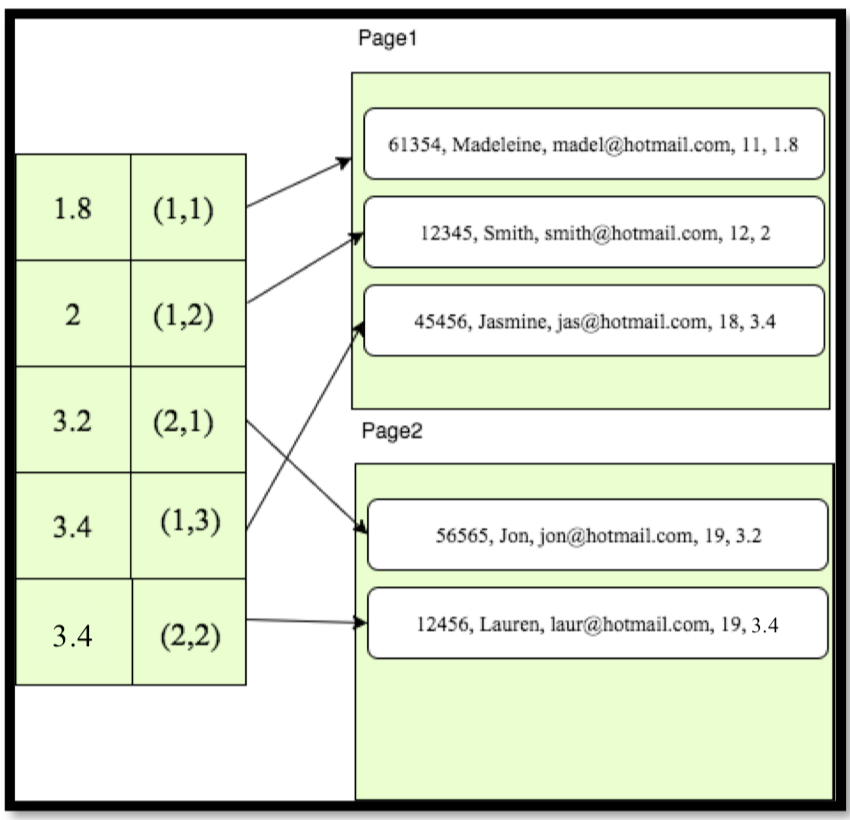 Page1
61354, Madeleine, madel@hotmail.com, 11, 1.8
12345, Smith, smith@hotmail.com, 12, 2
45456, Jasmine, jas@hotmail.com, 18, 3.4
1.8 (1,1)
2 (1,2)
3.2 (2,1)
3.4 (1,3)
3.4 (2,2)
Page2
56565, Jon, jon@hotmail.com, 19, 3.2
12456, Lauren, laur@hotmail.com, 19, 3.4